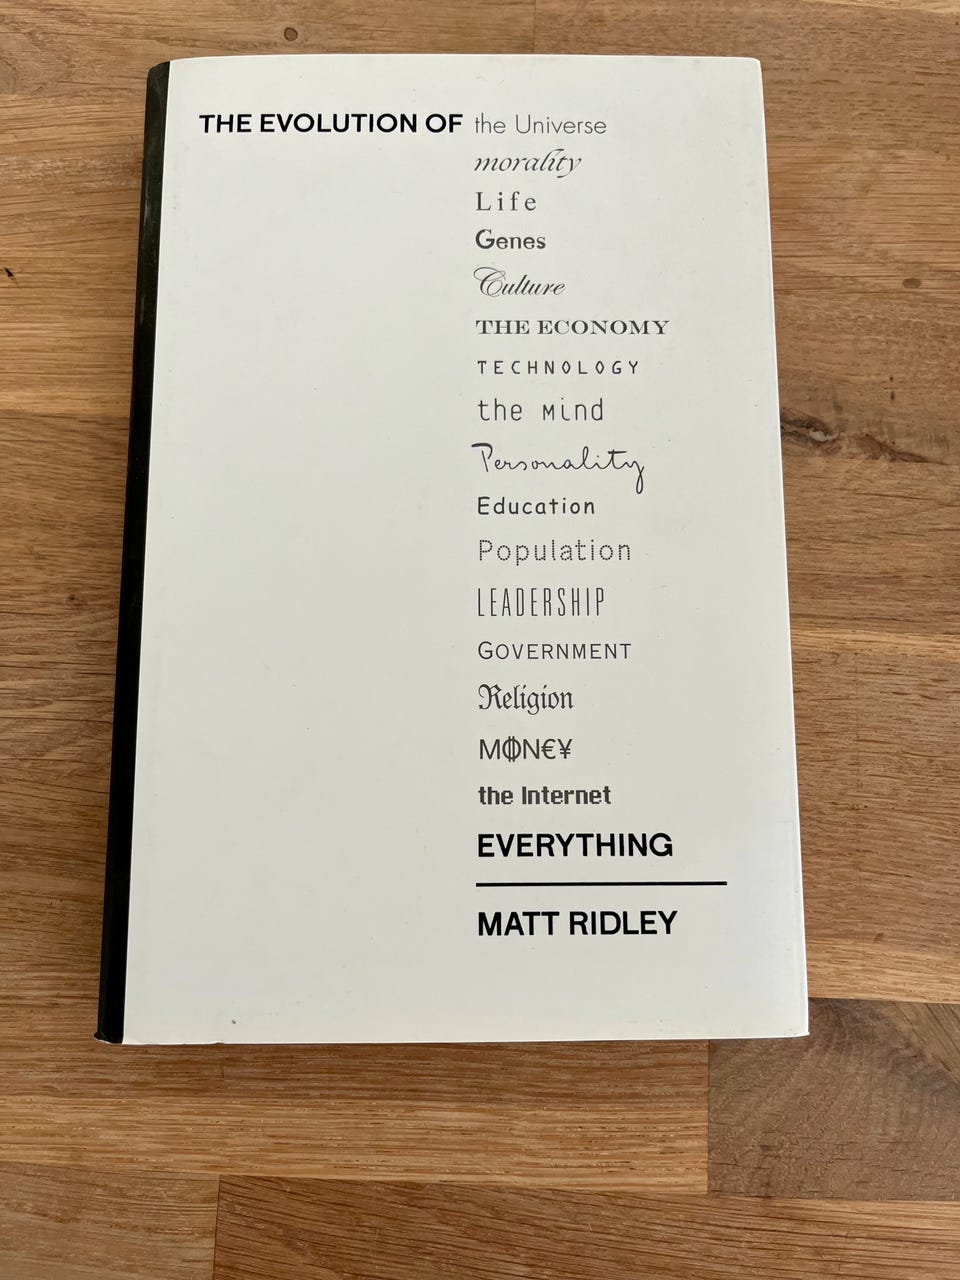 THE EVOLUTION OF the Universe
morality
Life
Genes
Culture
THE ECONOMY
TECHNOLOGY
the mind
Personality
Education
Population
LEADERSHIP
GOVERNMENT
Religion
MON€¥
the Internet
EVERYTHING
MATT RIDLEY